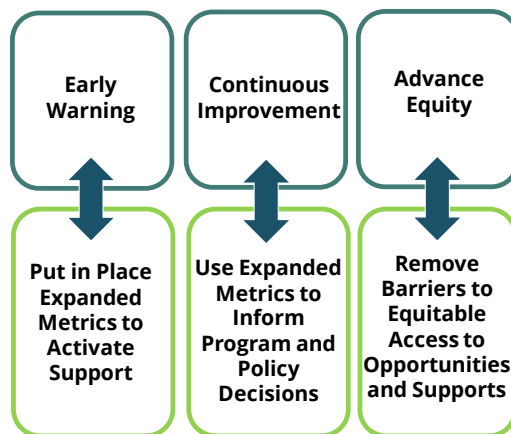 Early
Warning
Continuous
Improvement
Advance
Equity
Put in Place
Expanded
Metrics to
Activate
Support
Use Expanded
Metrics to
Inform
Program and
Policy
Decisions
Remove
Barriers to
Equitable
Access to
Opportunities
and Supports